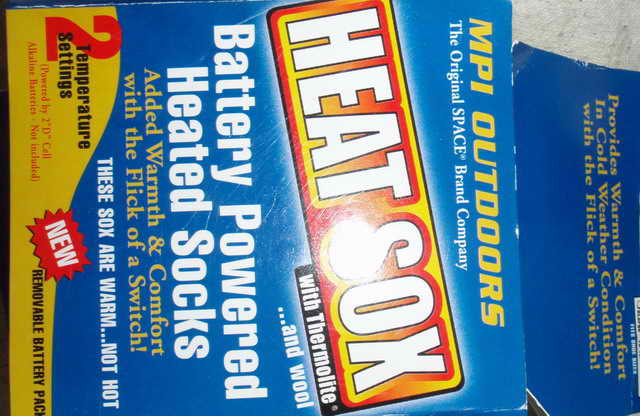 MPI OUTDOORS
The Original SPACE® Brand Company
HEAT SOX
with Thermolite®
...and wool
Battery Powered
Heated Socks
Added Warmth & Comfort
with the Flick of a Switch!
THESE SOX ARE WARM...NOT HOT
2 Temperature
Settings
(Powered by 2 "D" Cell
Alkaline Batteries - Not included)
NEW
REMOVABLE BATTERY PAC
Provides Warmth & Comfort
In Cold Weather Condition
with the Flick of a Switch!